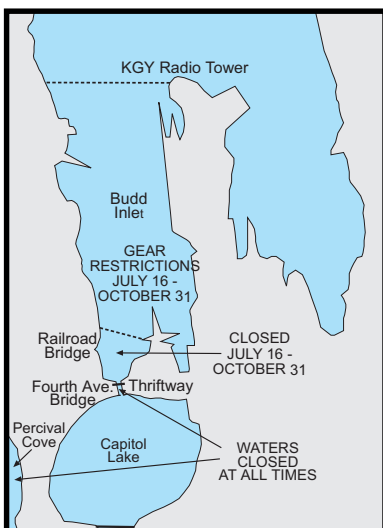 KGY Radio Tower
Budd
Inlet
GEAR
RESTRICTIONS
JULY 16 -
OCTOBER 31
Railroad
Bridge
CLOSED
JULY 16 -
OCTOBER 31
Fourth Ave.
Bridge
Thriftway
Percival
Cove
Capitol
Lake
WATERS
CLOSED
AT ALL TIMES